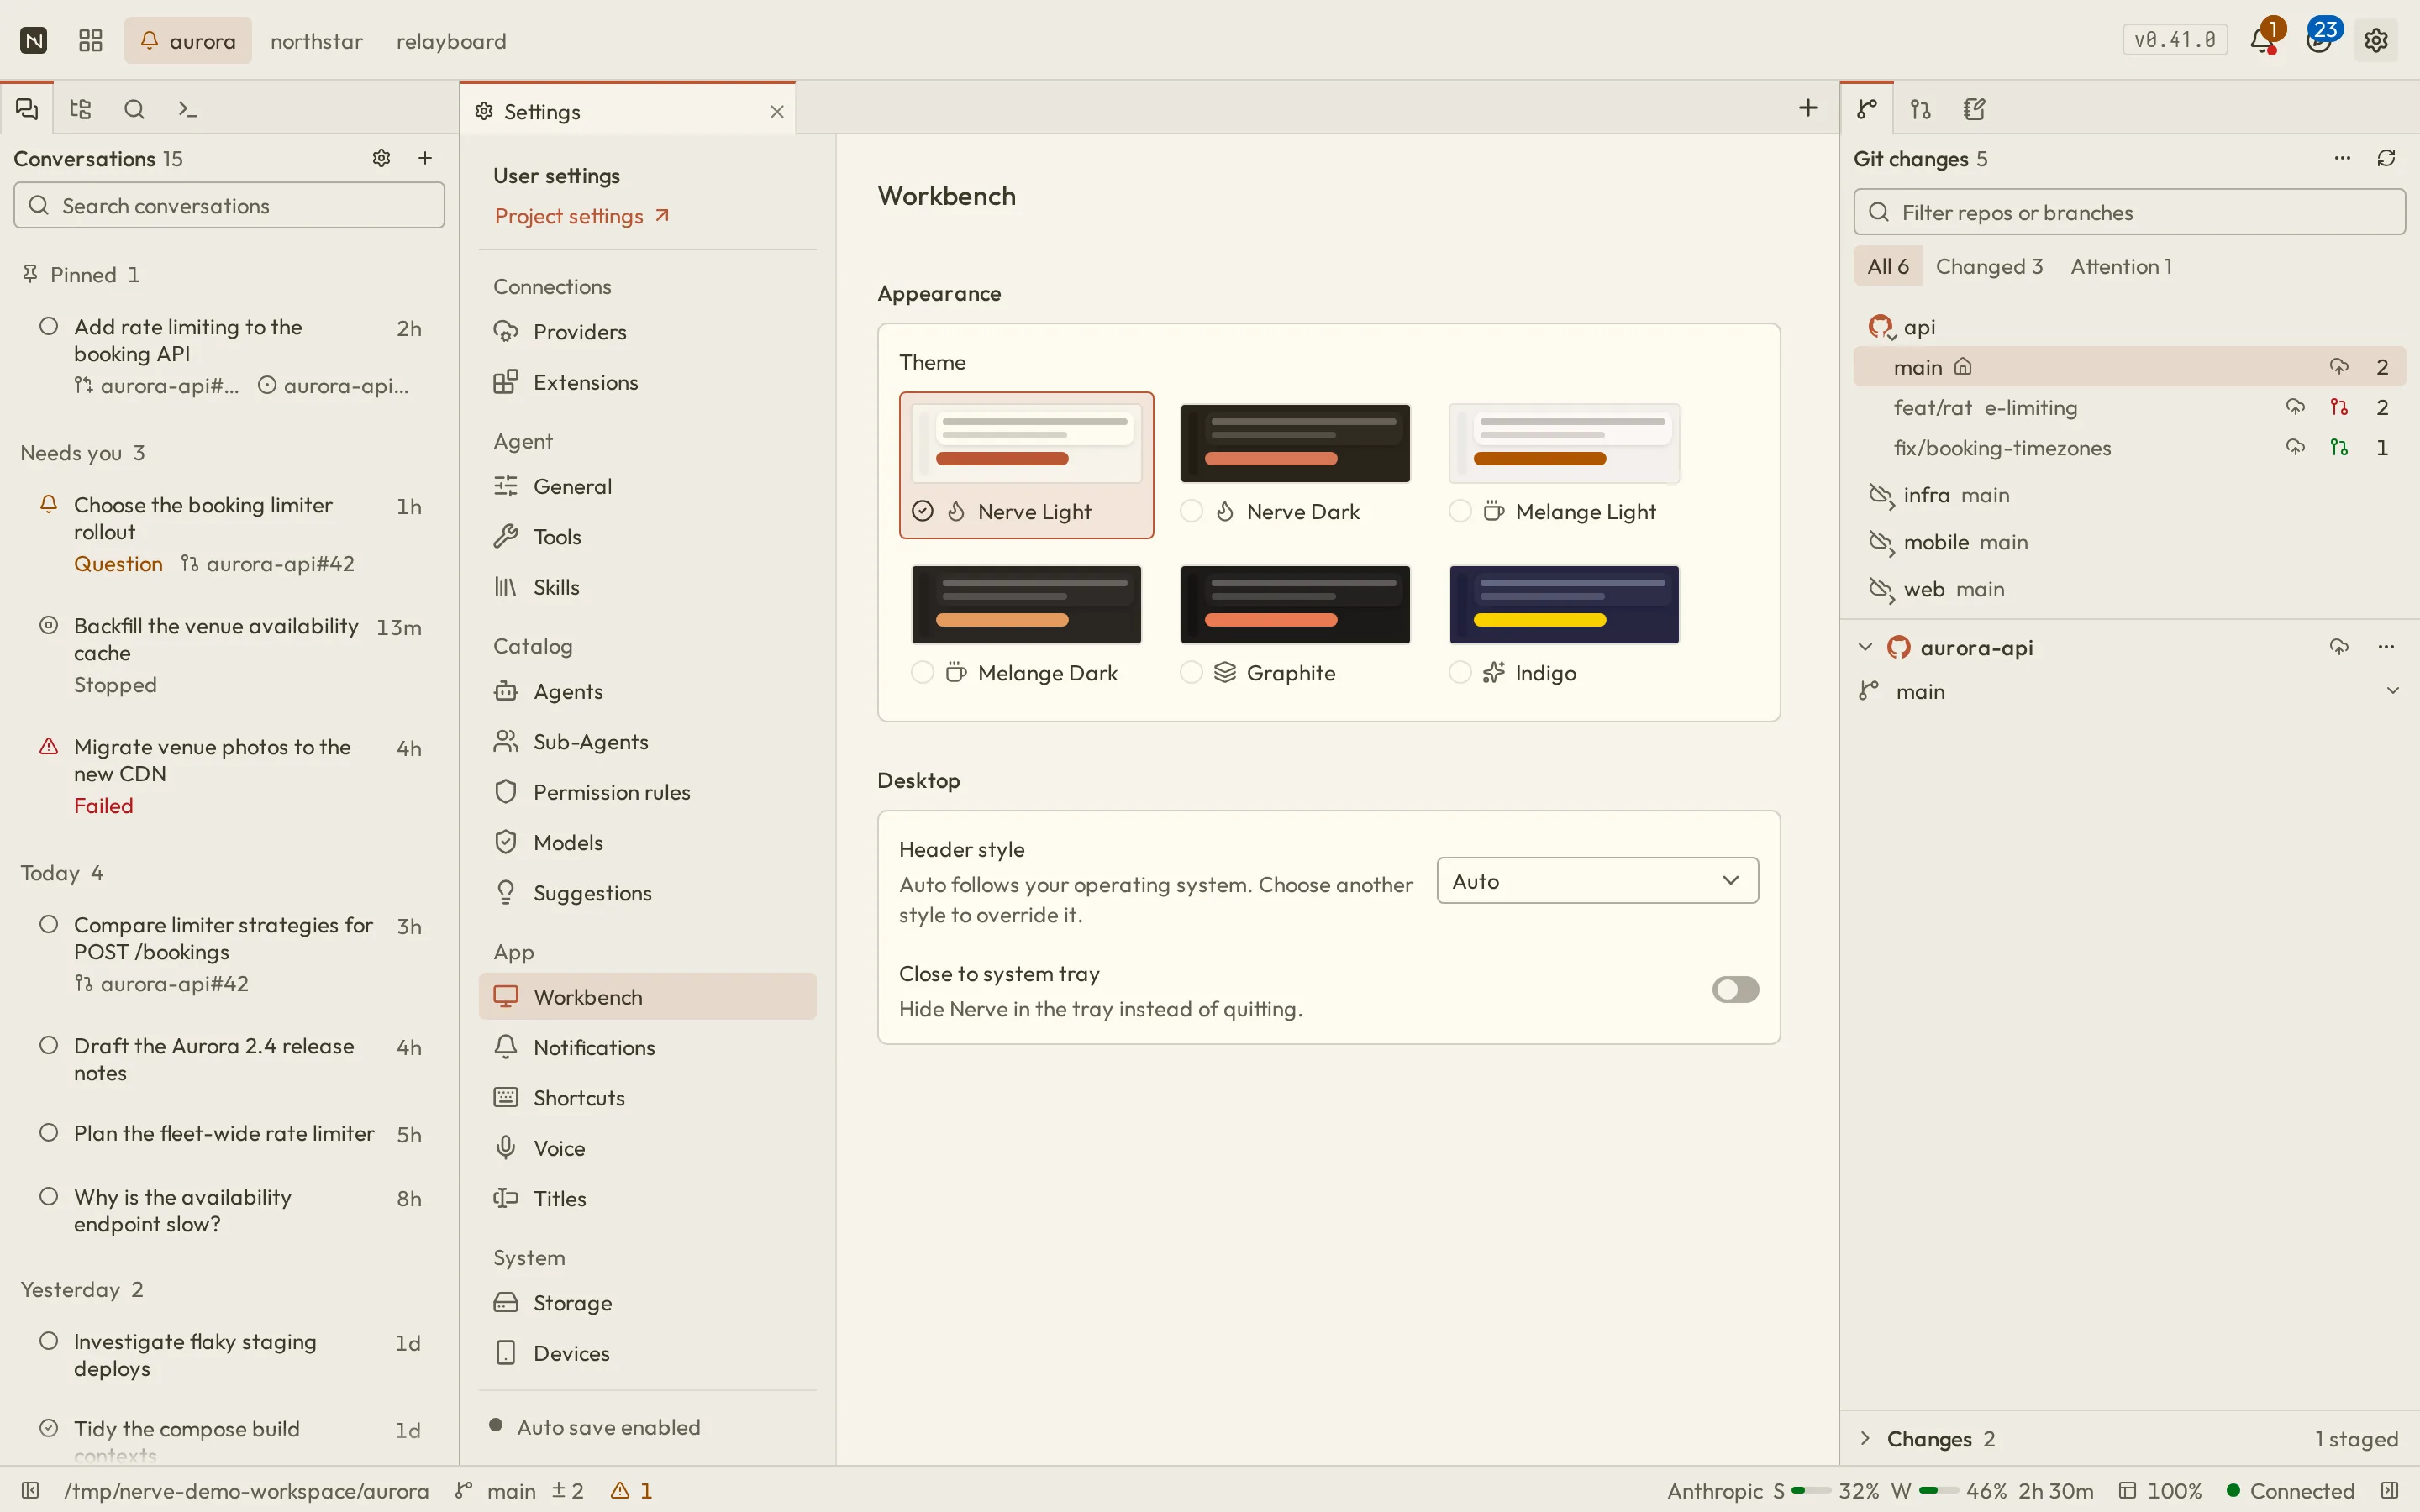 aurora
northstar
relayboard
v0.41.0
1
23
Conversations 15
Search conversations
Pinned 1
Add rate limiting to the
booking API
2h
aurora-api#...
aurora-api...
Needs you 3
Choose the booking limiter
rollout
1h
Question
aurora-api#42
Backfill the venue availability
cache
13m
Stopped
Migrate venue photos to the
new CDN
4h
Failed
Today 4
Compare limiter strategies for
POST /bookings
3h
aurora-api#42
Draft the Aurora 2.4 release
notes
4h
Plan the fleet-wide rate limiter
5h
Why is the availability
endpoint slow?
8h
Yesterday 2
Investigate flaky staging
deploys
1d
Tidy the compose build
contexts
1d
Settings
User settings
Project settings
Connections
Providers
Extensions
Agent
General
Tools
Skills
Catalog
Agents
Sub-Agents
Permission rules
Models
Suggestions
App
Workbench
Notifications
Shortcuts
Voice
Titles
System
Storage
Devices
Auto save enabled
Workbench
Appearance
Theme
Nerve Light
Nerve Dark
Melange Light
Melange Dark
Graphite
Indigo
Desktop
Header style
Auto follows your operating system. Choose another
style to override it.
Auto
Close to system tray
Hide Nerve in the tray instead of quitting.
Git changes 5
Filter repos or branches
All 6
Changed 3
Attention 1
api
main
2
feat/rat e-limiting
2
fix/booking-timezones
1
infra main
mobile main
web main
aurora-api
main
Changes 2
1 staged
/tmp/nerve-demo-workspace/aurora
main
± 2
1
Anthropic S 32% W 46% 2h 30m
100%
Connected